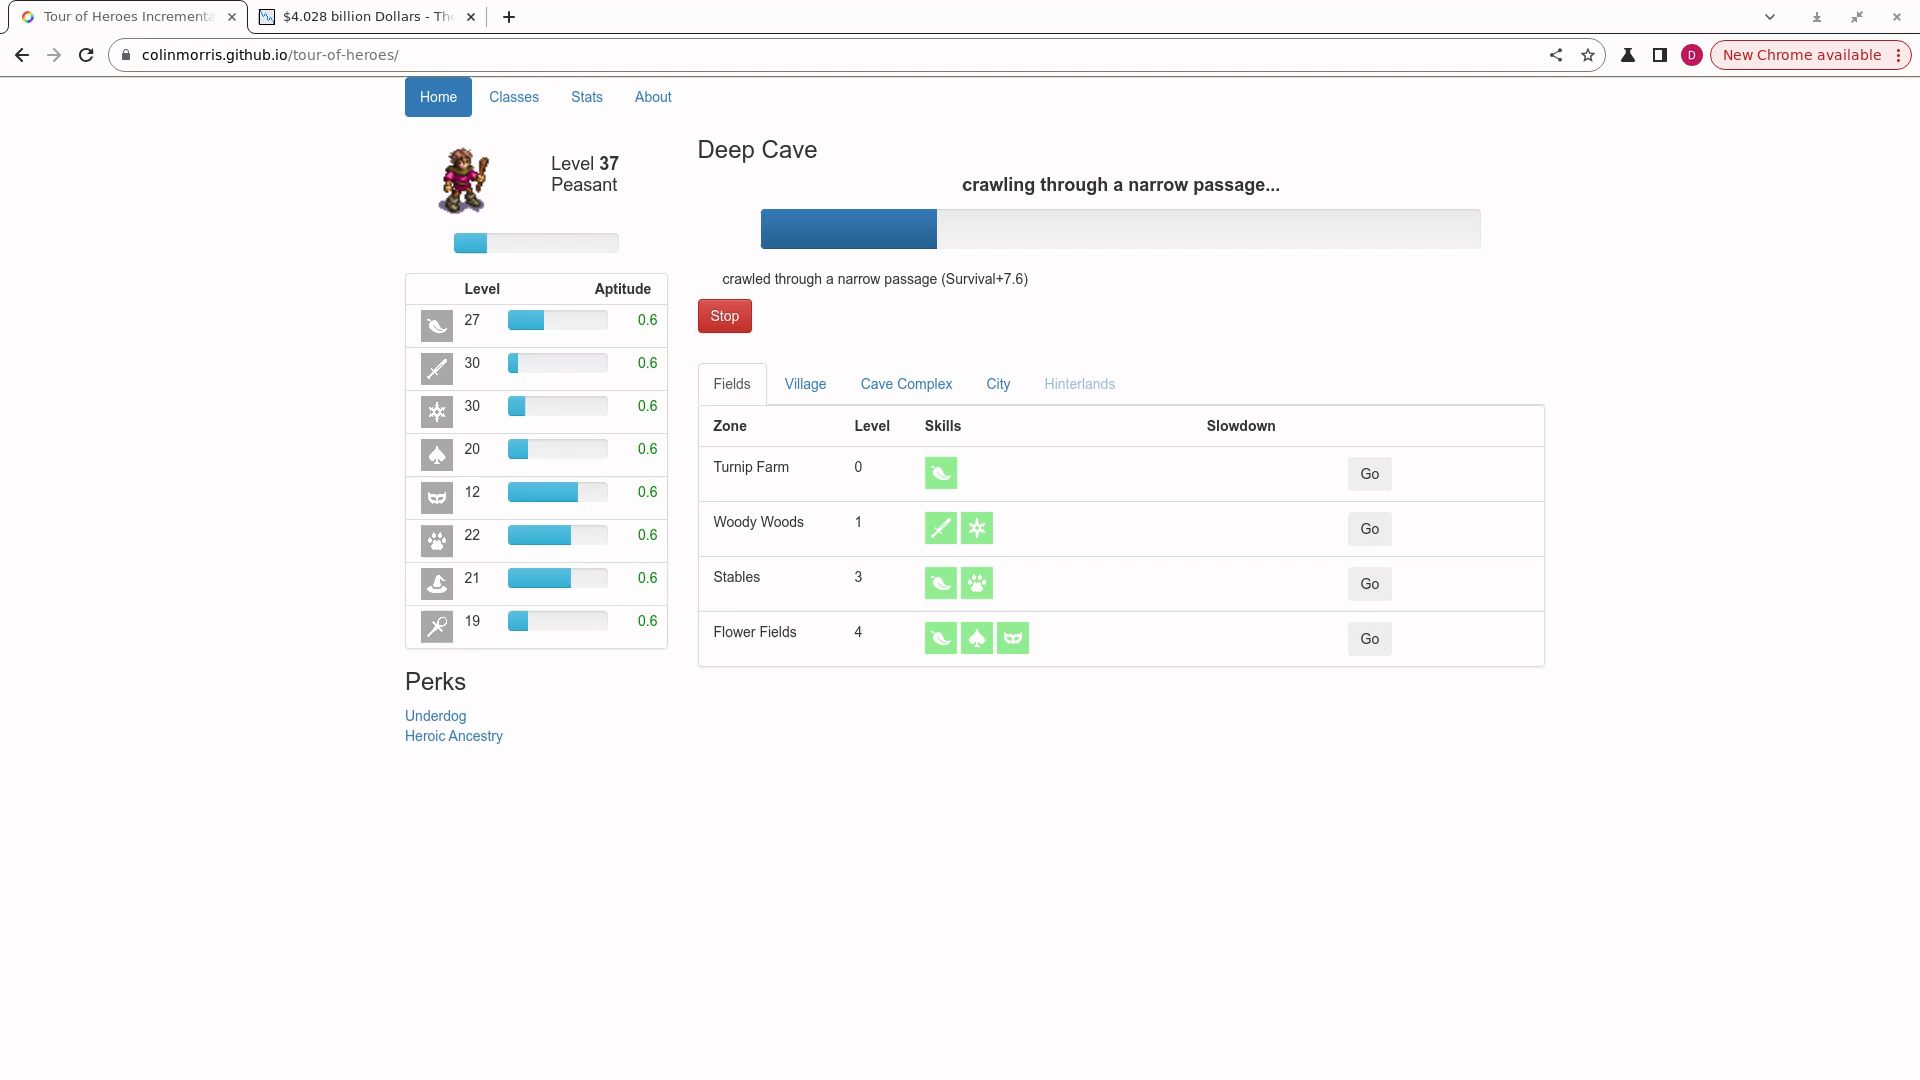 Tour of Heroes Incrementa
$4.028 billion Dollars - The
colinmorris.github.io/tour-of-heroes/
D
New Chrome available
Home Classes Stats About
Level 37
Peasant
Deep Cave
crawling through a narrow passage...
crawled through a narrow passage (Survival+7.6)
Stop
Level Aptitude
27 0.6
30 0.6
30 0.6
20 0.6
12 0.6
22 0.6
21 0.6
19 0.6
Perks
Underdog
Heroic Ancestry
Fields Village Cave Complex City Hinterlands
Zone Level Skills Slowdown
Turnip Farm 0 Go
Woody Woods 1 Go
Stables 3 Go
Flower Fields 4 Go